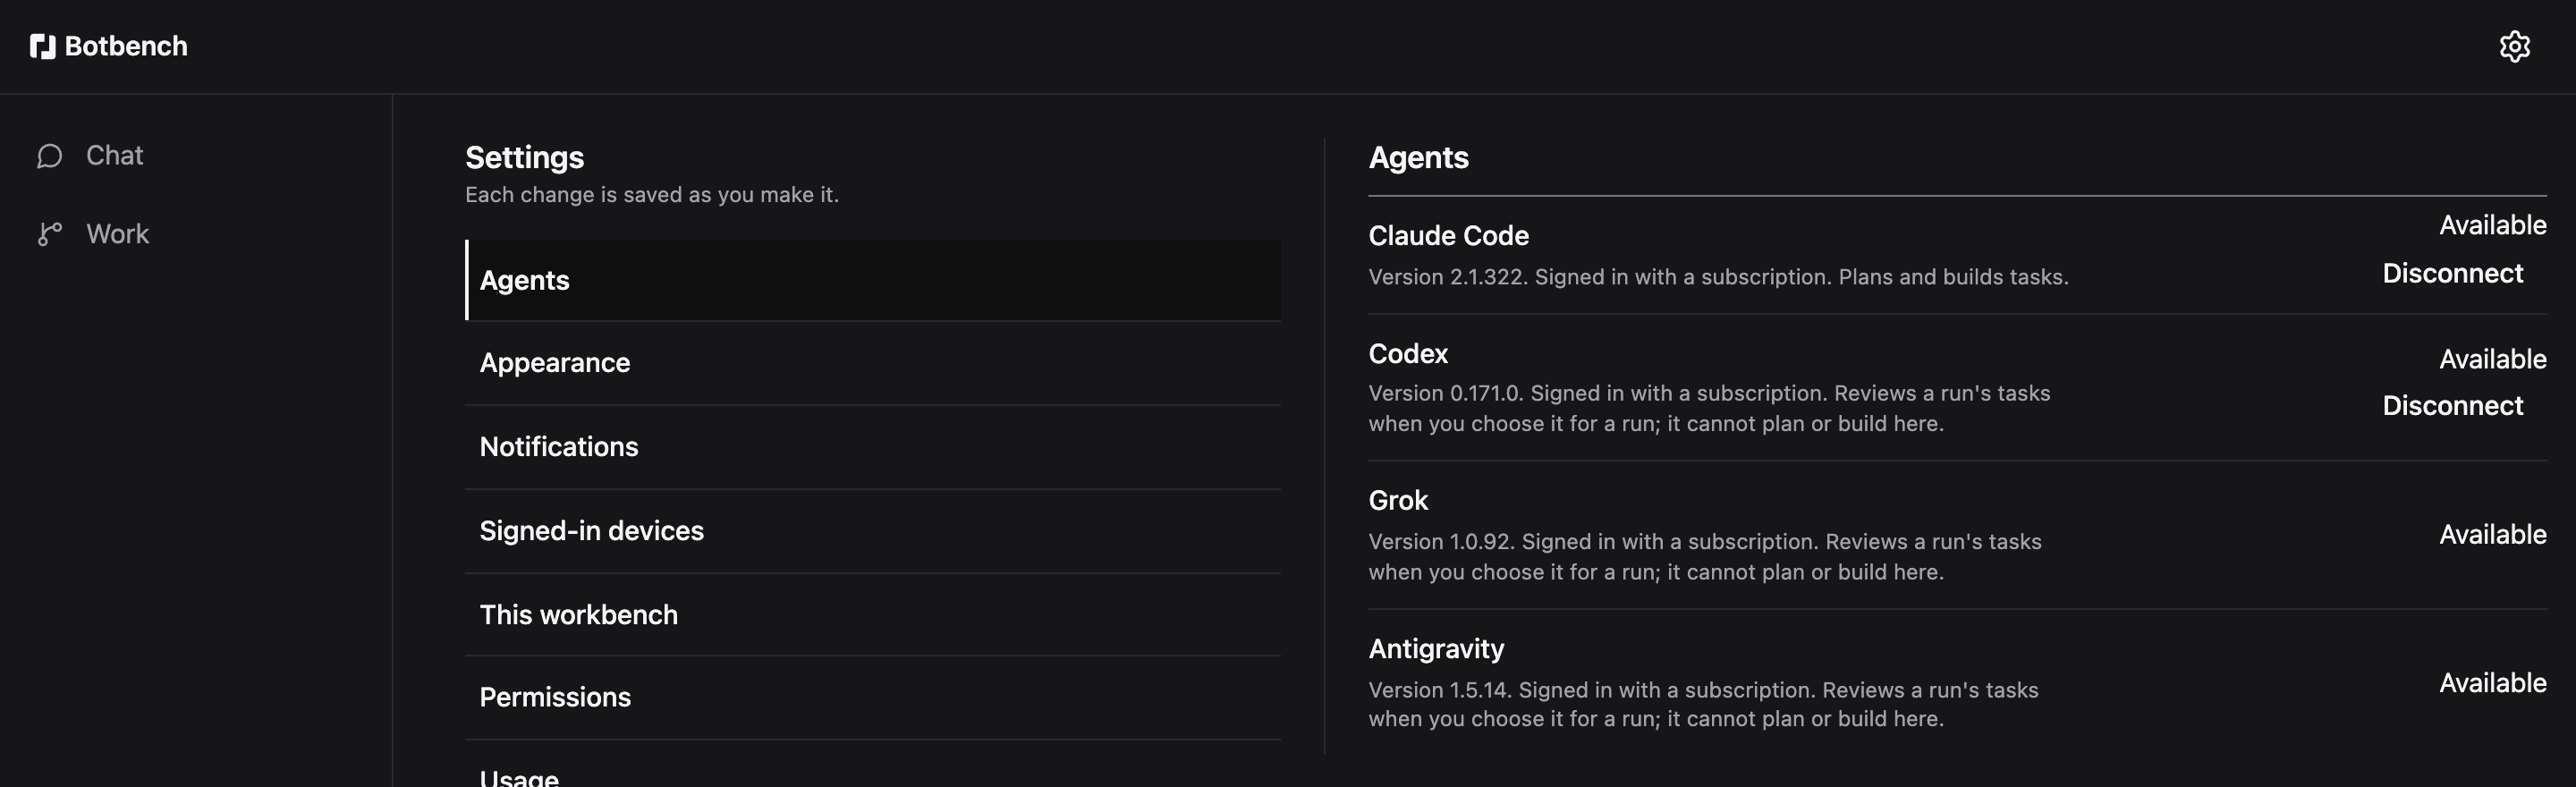 Botbench
Chat
Work
Settings
Each change is saved as you make it.
Agents
Appearance
Notifications
Signed-in devices
This workbench
Permissions
Usage
Agents
Claude Code
Version 2.1.322. Signed in with a subscription. Plans and builds tasks.
Available
Disconnect
Codex
Version 0.171.0. Signed in with a subscription. Reviews a run's tasks
when you choose it for a run; it cannot plan or build here.
Available
Disconnect
Grok
Version 1.0.92. Signed in with a subscription. Reviews a run's tasks
when you choose it for a run; it cannot plan or build here.
Available
Antigravity
Version 1.5.14. Signed in with a subscription. Reviews a run's tasks
when you choose it for a run; it cannot plan or build here.
Available